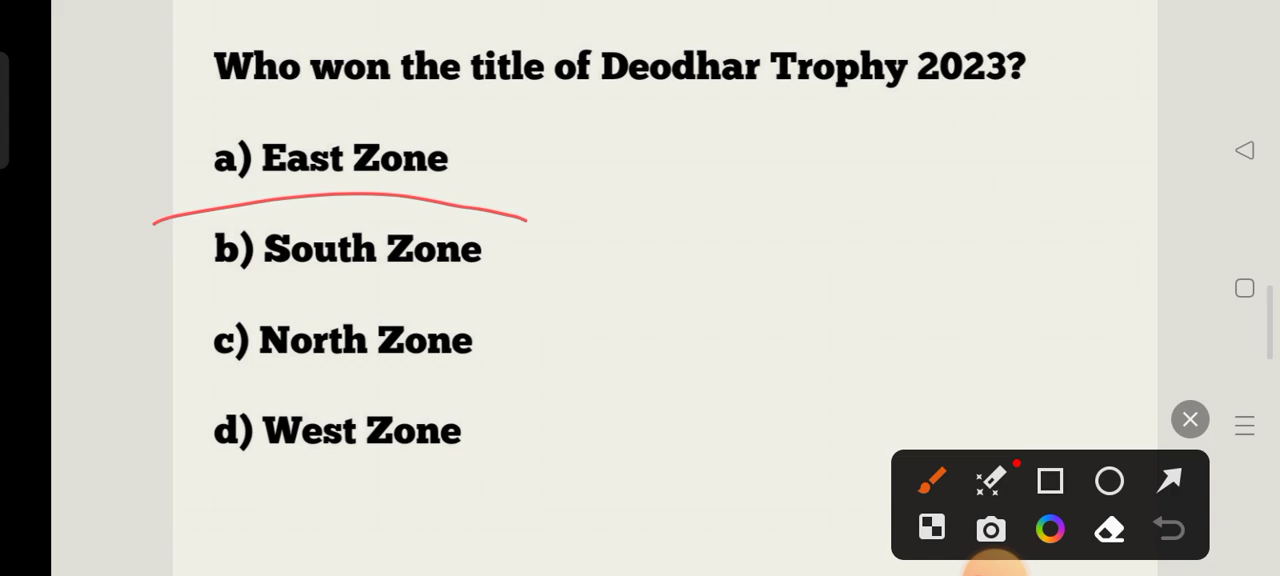 Who won the title of Deodhar Trophy 2023?
a) East Zone
b) South Zone
c) North Zone
d) West Zone